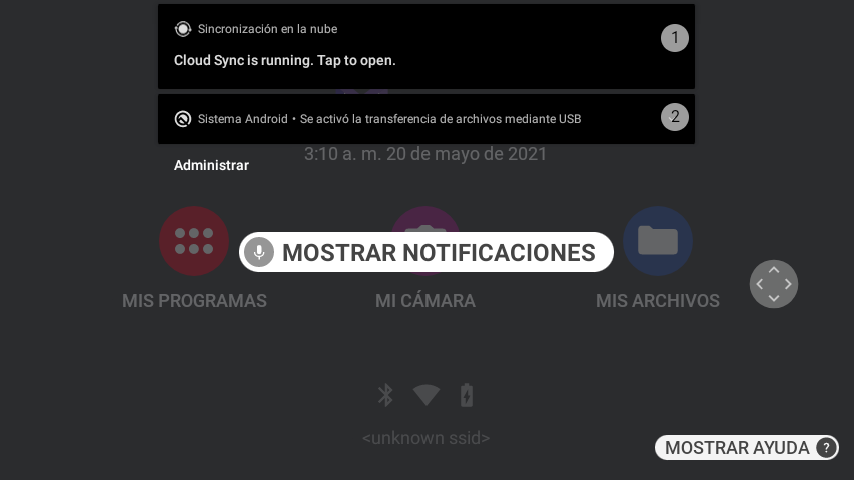 Sincronización en la nube
1
Cloud Sync is running. Tap to open.
Sistema Android • Se activó la transferencia de archivos mediante USB
2
3:10 a. m. 20 de mayo de 2021
Administrar
MOSTRAR NOTIFICACIONES
MIS PROGRAMAS
MI CÁMARA
MIS ARCHIVOS
<unknown ssid>
MOSTRAR AYUDA ?